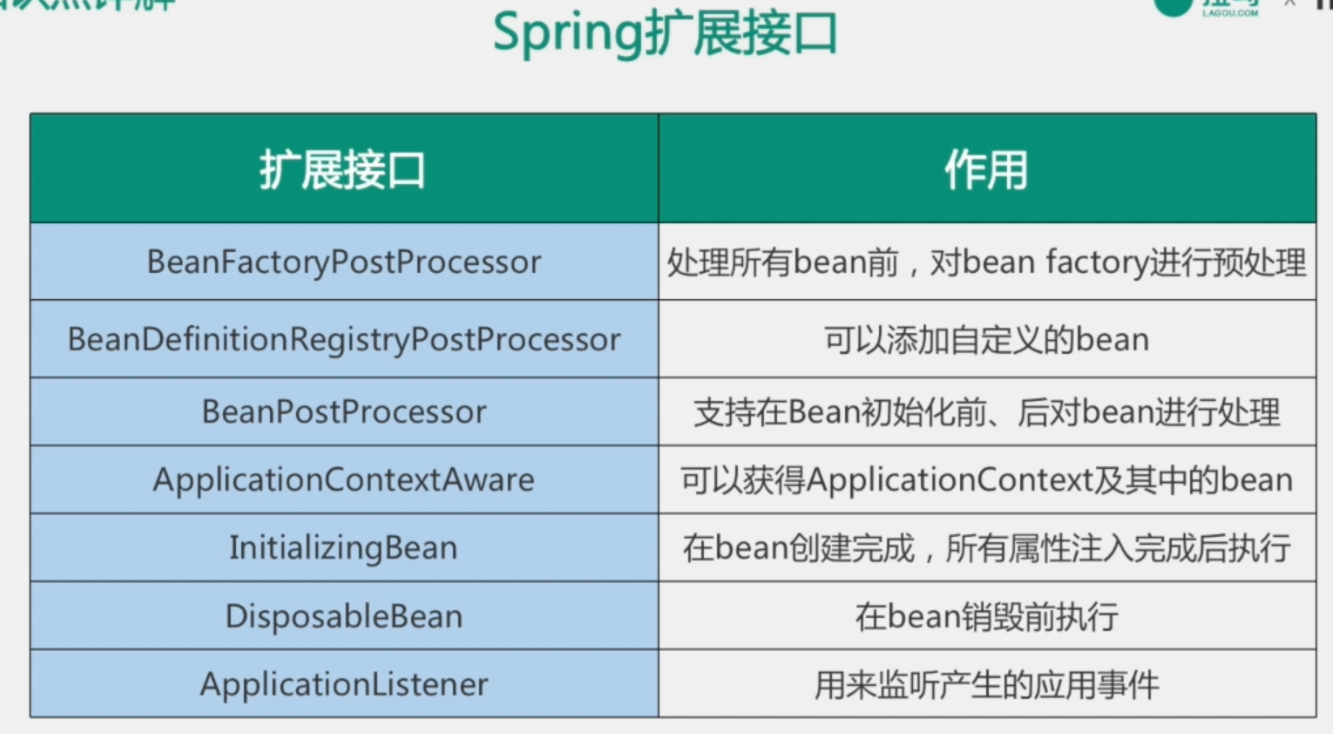 Spring扩展接口
LAGOU.COM
扩展接口 作用
BeanFactoryPostProcessor 处理所有bean前，对bean factory进行预处理
BeanDefinitionRegistryPostProcessor 可以添加自定义的bean
BeanPostProcessor 支持在Bean初始化前、后对bean进行处理
ApplicationContextAware 可以获得ApplicationContext及其中的bean
InitializingBean 在bean创建完成，所有属性注入完成后执行
DisposableBean 在bean销毁前执行
ApplicationListener 用来监听产生的应用事件